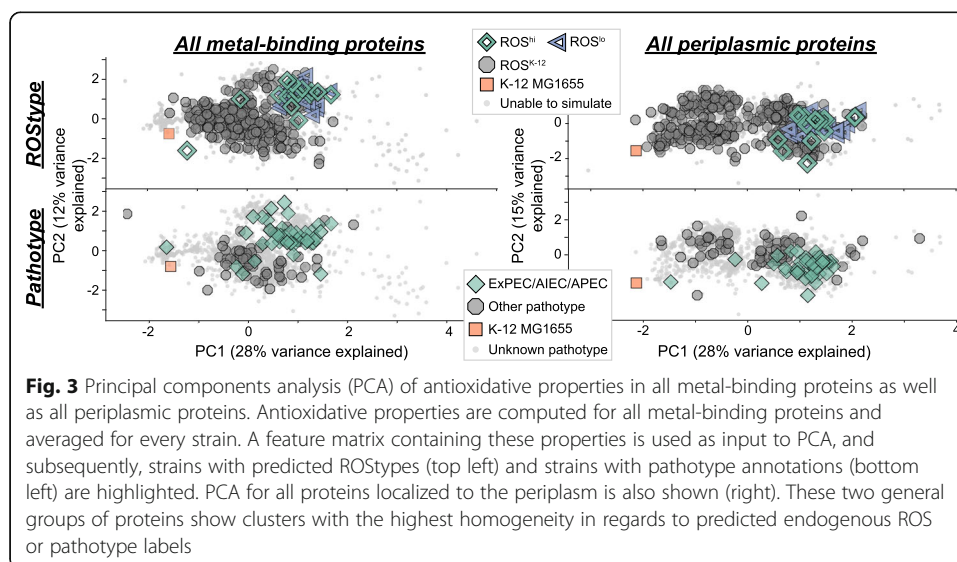 All metal-binding proteins
All periplasmic proteins
ROS^hi ROS^lo
ROS^K-12
K-12 MG1655
Unable to simulate
ROStype
Pathotype
PC2 (12% variance
explained)
2
0
-2
2
0
-2
PC2 (15% variance
explained)
2
0
-2
2
0
-2
ExPEC/AIEC/APEC
Other pathotype
K-12 MG1655
Unknown pathotype
-2 0 2 4
PC1 (28% variance explained)
-2 0 2 4
PC1 (28% variance explained)
Fig. 3 Principal components analysis (PCA) of antioxidative properties in all metal-binding proteins as well
as all periplasmic proteins. Antioxidative properties are computed for all metal-binding proteins and
averaged for every strain. A feature matrix containing these properties is used as input to PCA, and
subsequently, strains with predicted ROStypes (top left) and strains with pathotype annotations (bottom
left) are highlighted. PCA for all proteins localized to the periplasm is also shown (right). These two general
groups of proteins show clusters with the highest homogeneity in regards to predicted endogenous ROS
or pathotype labels